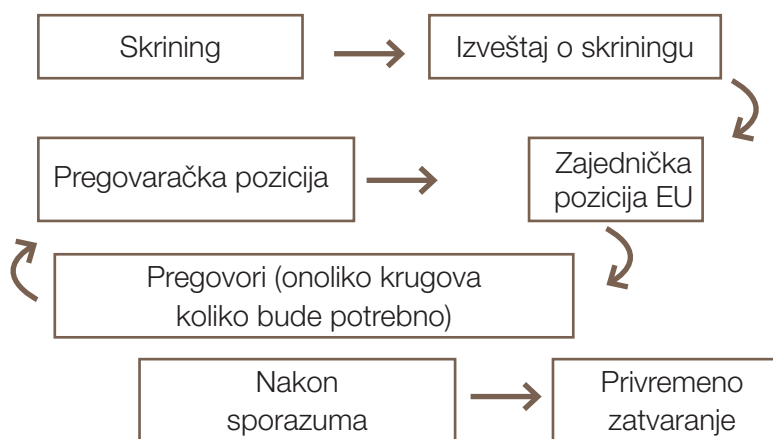 Skrining
Izveštaj o skriningu
Pregovaračka pozicija
Zajednička
pozicija EU
Pregovori (onoliko krugova
koliko bude potrebno)
Nakon
sporazuma
Privremeno
zatvaranje